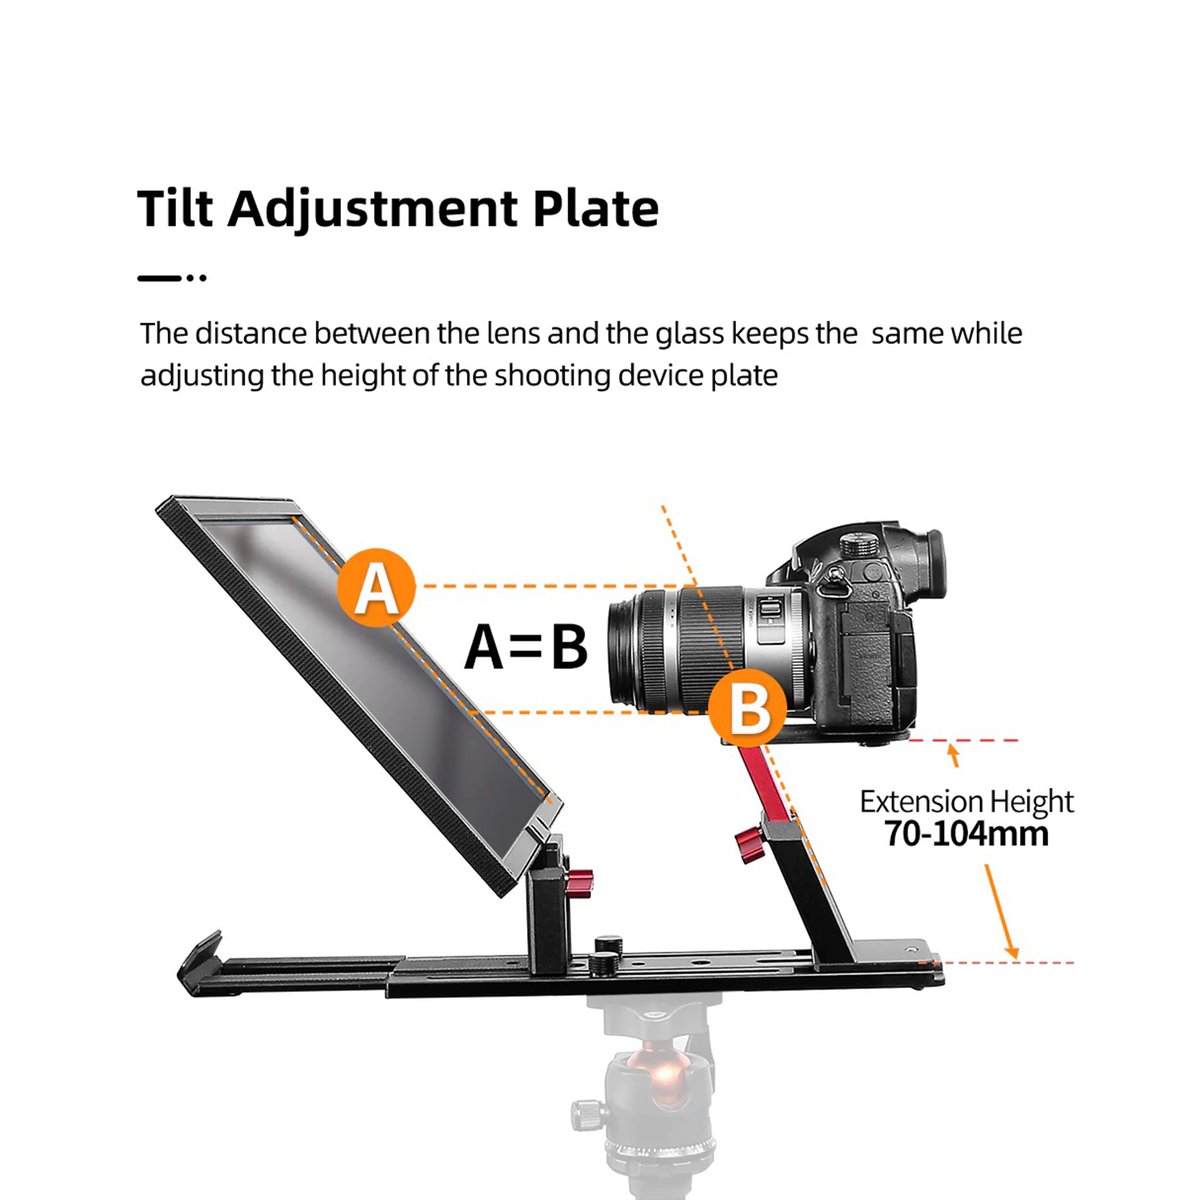 Tilt Adjustment Plate
The distance between the lens and the glass keeps the same while
adjusting the height of the shooting device plate
A
A=B
B
Extension Height
70-104mm